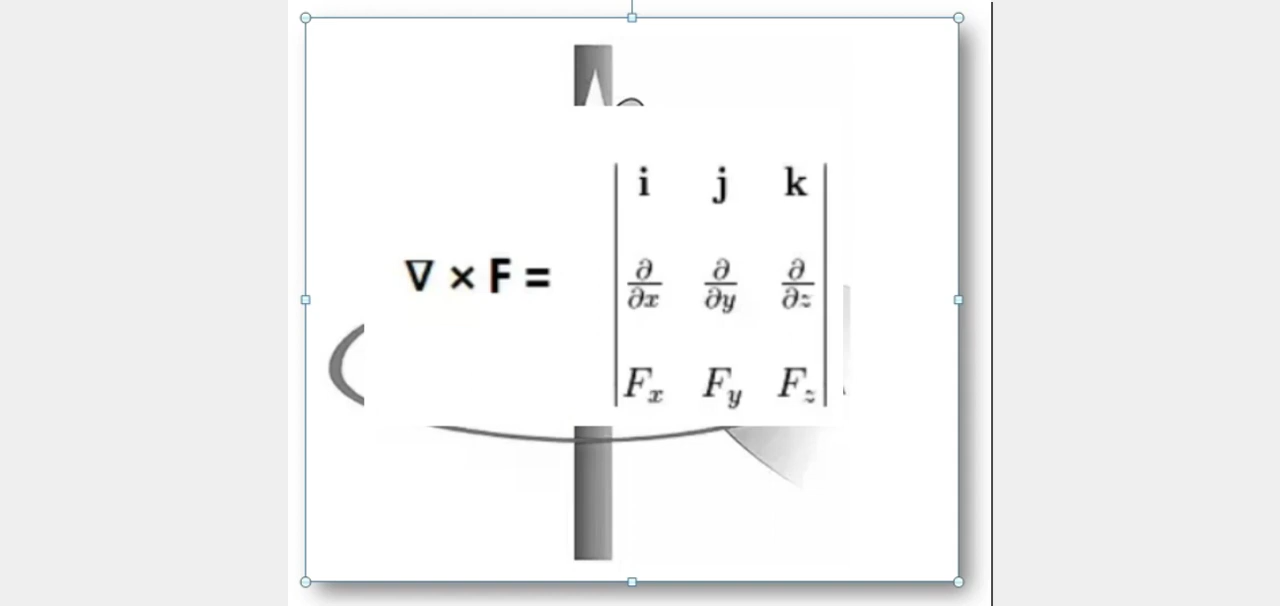 i j k
∇ × F =
∂/∂x ∂/∂y ∂/∂z
F_x F_y F_z